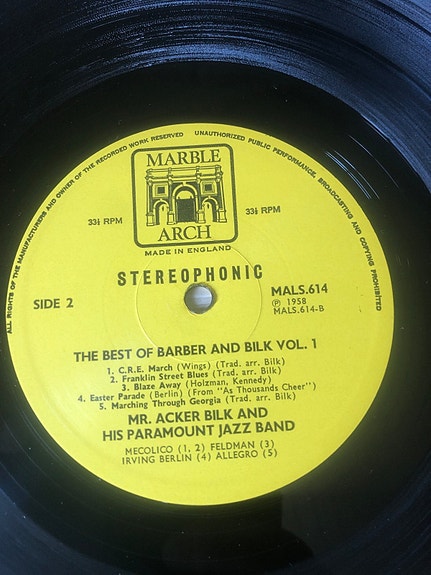 ALL RIGHTS OF THE MANUFACTURERS AND OWNER OF THE RECORDED WORK RESERVED
UNAUTHORIZED PUBLIC PERFORMANCE, BROADCASTING AND COPYING PROHIBITED
MARBLE
ARCH
33⅓ RPM
33⅓ RPM
MADE IN ENGLAND
STEREOPHONIC
SIDE 2
MALS.614
Ⓟ 1958
MALS.614-B
THE BEST OF BARBER AND BILK VOL. 1
1. C.R.E. March (Wings) (Trad. arr. Bilk)
2. Franklin Street Blues (Trad. arr. Bilk)
3. Blaze Away (Holzman, Kennedy)
4. Easter Parade (Berlin) (From "As Thousands Cheer")
5. Marching Through Georgia (Trad. arr. Bilk)
MR. ACKER BILK AND
HIS PARAMOUNT JAZZ BAND
MECOLICO (1, 2) FELDMAN (3)
IRVING BERLIN (4) ALLEGRO (5)